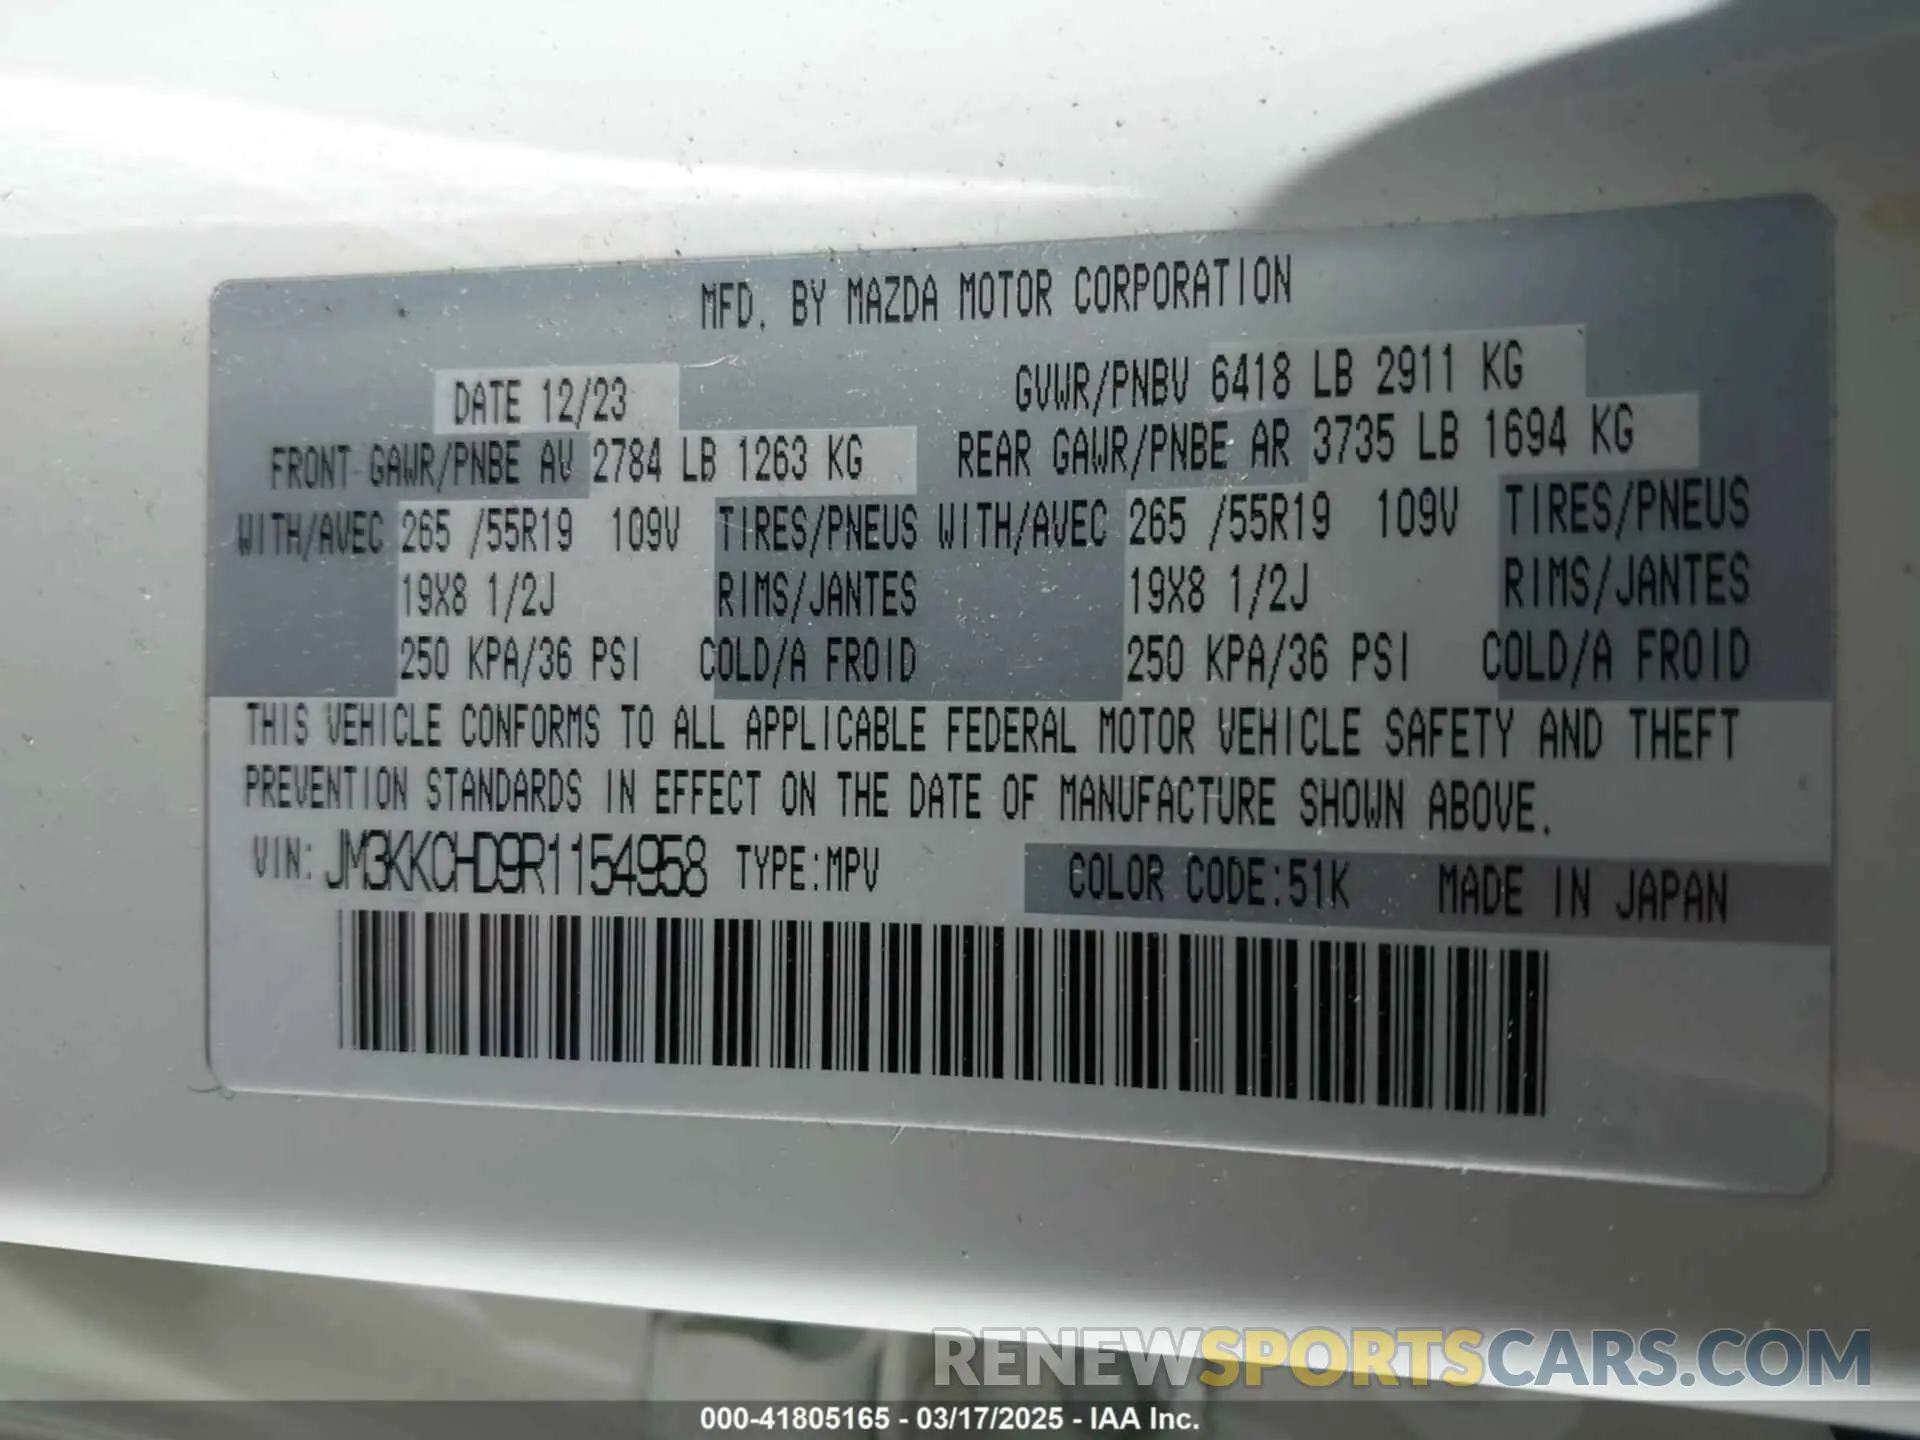 MFD. BY MAZDA MOTOR CORPORATION
DATE 12/23 GVWR/PNBV 6418 LB 2911 KG
FRONT GAWR/PNBE AV 2784 LB 1263 KG REAR GAWR/PNBE AR 3735 LB 1694 KG
WITH/AVEC 265 /55R19 109V TIRES/PNEUS WITH/AVEC 265 /55R19 109V TIRES/PNEUS
19X8 1/2J RIMS/JANTES 19X8 1/2J RIMS/JANTES
250 KPA/36 PSI COLD/A FROID 250 KPA/36 PSI COLD/A FROID
THIS VEHICLE CONFORMS TO ALL APPLICABLE FEDERAL MOTOR VEHICLE SAFETY AND THEFT
PREVENTION STANDARDS IN EFFECT ON THE DATE OF MANUFACTURE SHOWN ABOVE.
VIN: JM3KKCHD9R1154958 TYPE:MPV COLOR CODE:51K MADE IN JAPAN
RENEWSPORTSCARS.COM
000-41805165 - 03/17/2025 - IAA Inc.